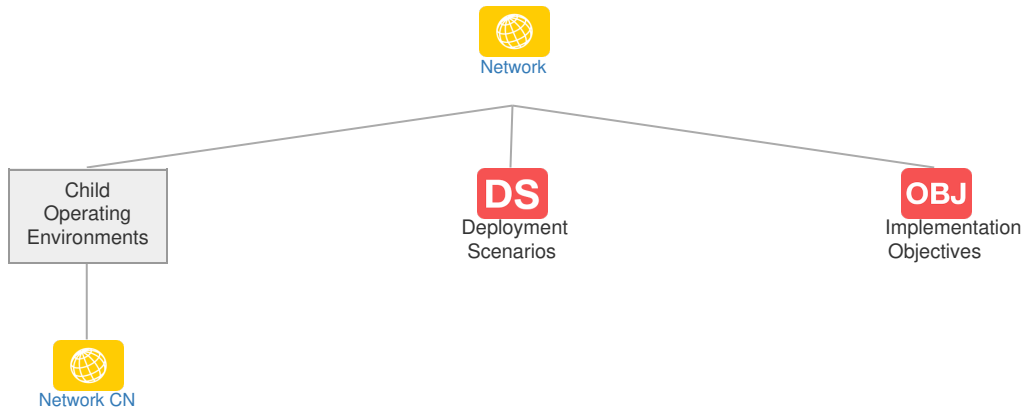 Network
Child
Operating
Environments
DS
Deployment
Scenarios
OBJ
Implementation
Objectives
Network CN